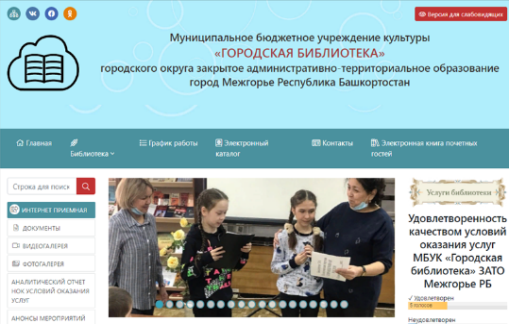 Версия для слабовидящих
Муниципальное бюджетное учреждение культуры
«ГОРОДСКАЯ БИБЛИОТЕКА»
городского округа закрытое административно-территориальное образование
город Межгорье Республика Башкортостан
Главная
Библиотека
График работы
Электронный
каталог
Контакты
Электронная книга почетных
гостей
Строка для поиск
ИНТЕРНЕТ ПРИЕМНАЯ
ДОКУМЕНТЫ
ВИДЕОГАЛЕРЕЯ
ФОТОГАЛЕРЕЯ
АНАЛИТИЧЕСКИЙ ОТЧЕТ
НОК УСЛОВИЙ ОКАЗАНИЯ
УСЛУГ
АНОНСЫ МЕРОПРИЯТИЙ
Услуги библиотеки
Удовлетворенность
качеством условий
оказания услуг
МБУК «Городская
библиотека» ЗАТО
Межгорье РБ
Удовлетворен
Неудовлетворен